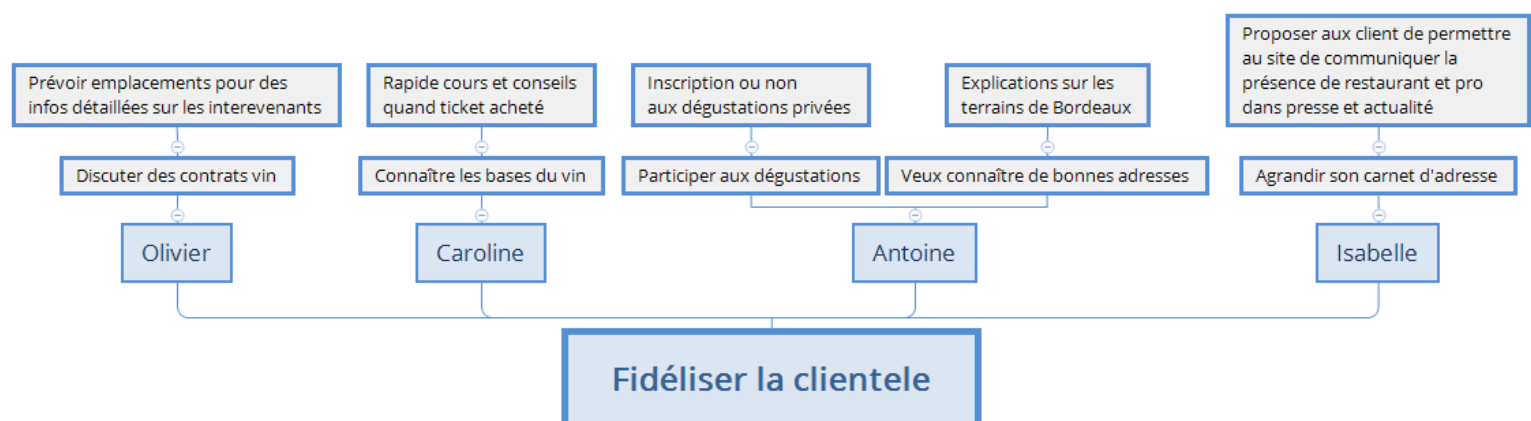 Prévoir emplacements pour des
infos détaillées sur les interevenants
Rapide cours et conseils
quand ticket acheté
Inscription ou non
aux dégustations privées
Explications sur les
terrains de Bordeaux
Proposer aux client de permettre
au site de communiquer la
présence de restaurant et pro
dans presse et actualité
Discuter des contrats vin
Connaître les bases du vin
Participer aux dégustations
Veux connaître de bonnes adresses
Agrandir son carnet d'adresse
Olivier
Caroline
Antoine
Isabelle
Fidéliser la clientele